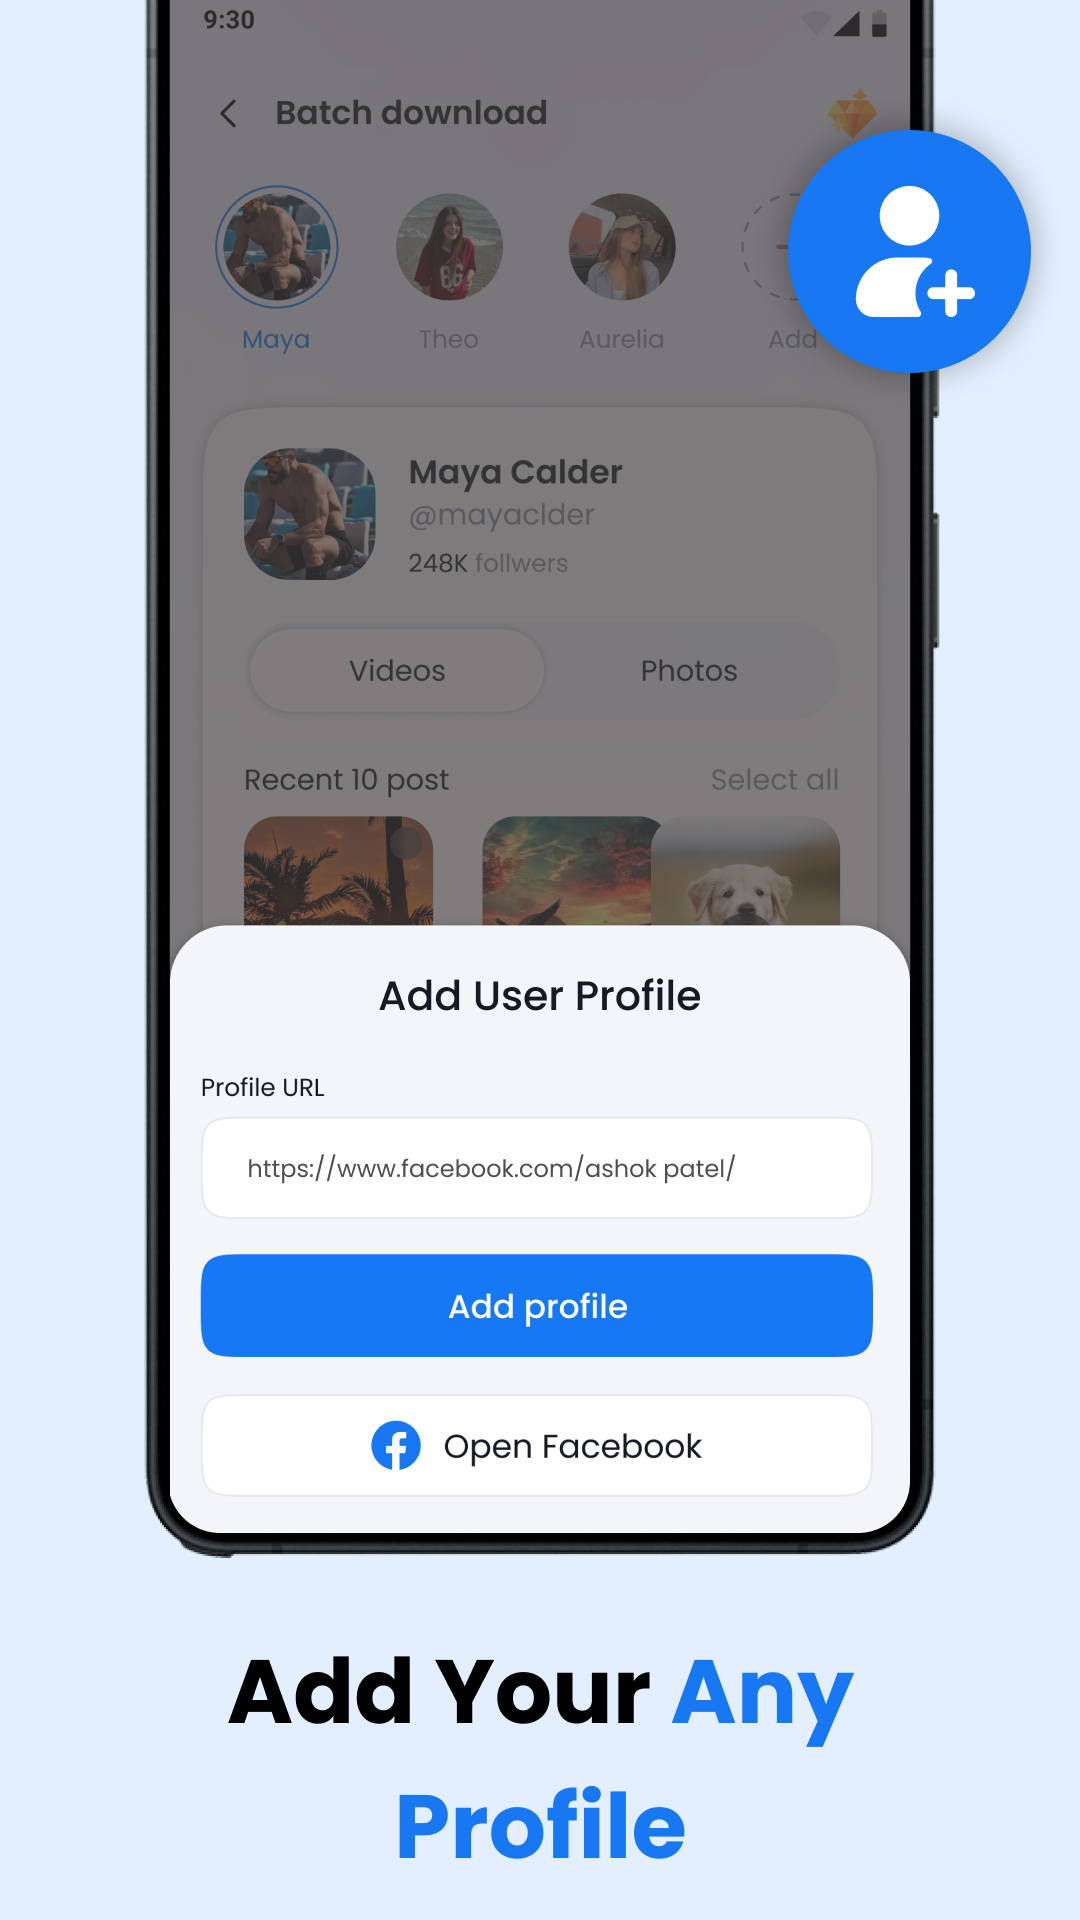 9:30
Batch download
Maya Theo Aurelia Add
Maya Calder
@mayaclder
248K follwers
Videos Photos
Recent 10 post Select all
Add User Profile
Profile URL
https://www.facebook.com/ashok patel/
Add profile
Open Facebook
Add Your Any
Profile